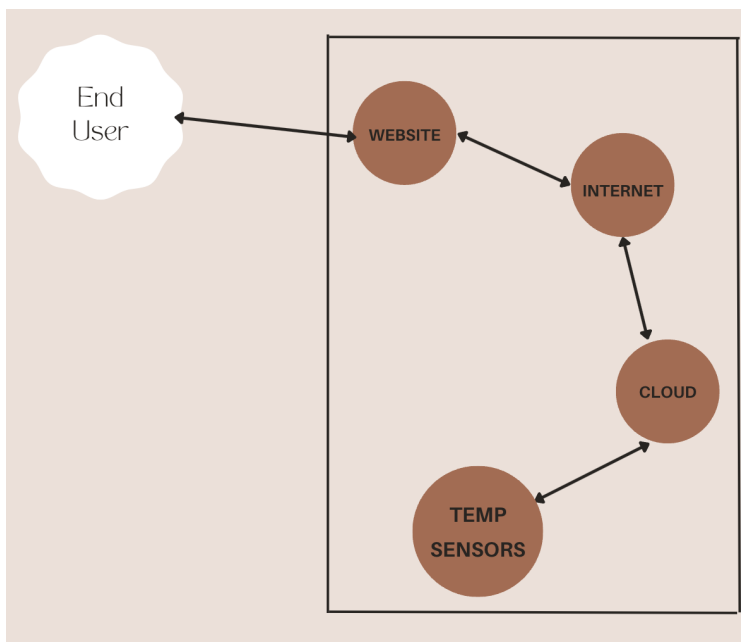 End
User
WEBSITE
INTERNET
CLOUD
TEMP
SENSORS